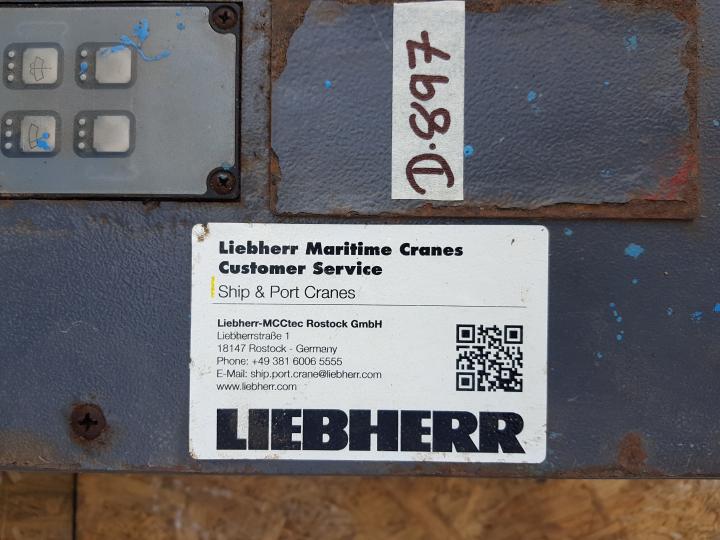 D.897
Liebherr Maritime Cranes
Customer Service
Ship & Port Cranes
Liebherr-MCCtec Rostock GmbH
Liebherrstraße 1
18147 Rostock - Germany
Phone: +49 381 6006 5555
E-Mail: ship.port.crane@liebherr.com
www.liebherr.com
LIEBHERR